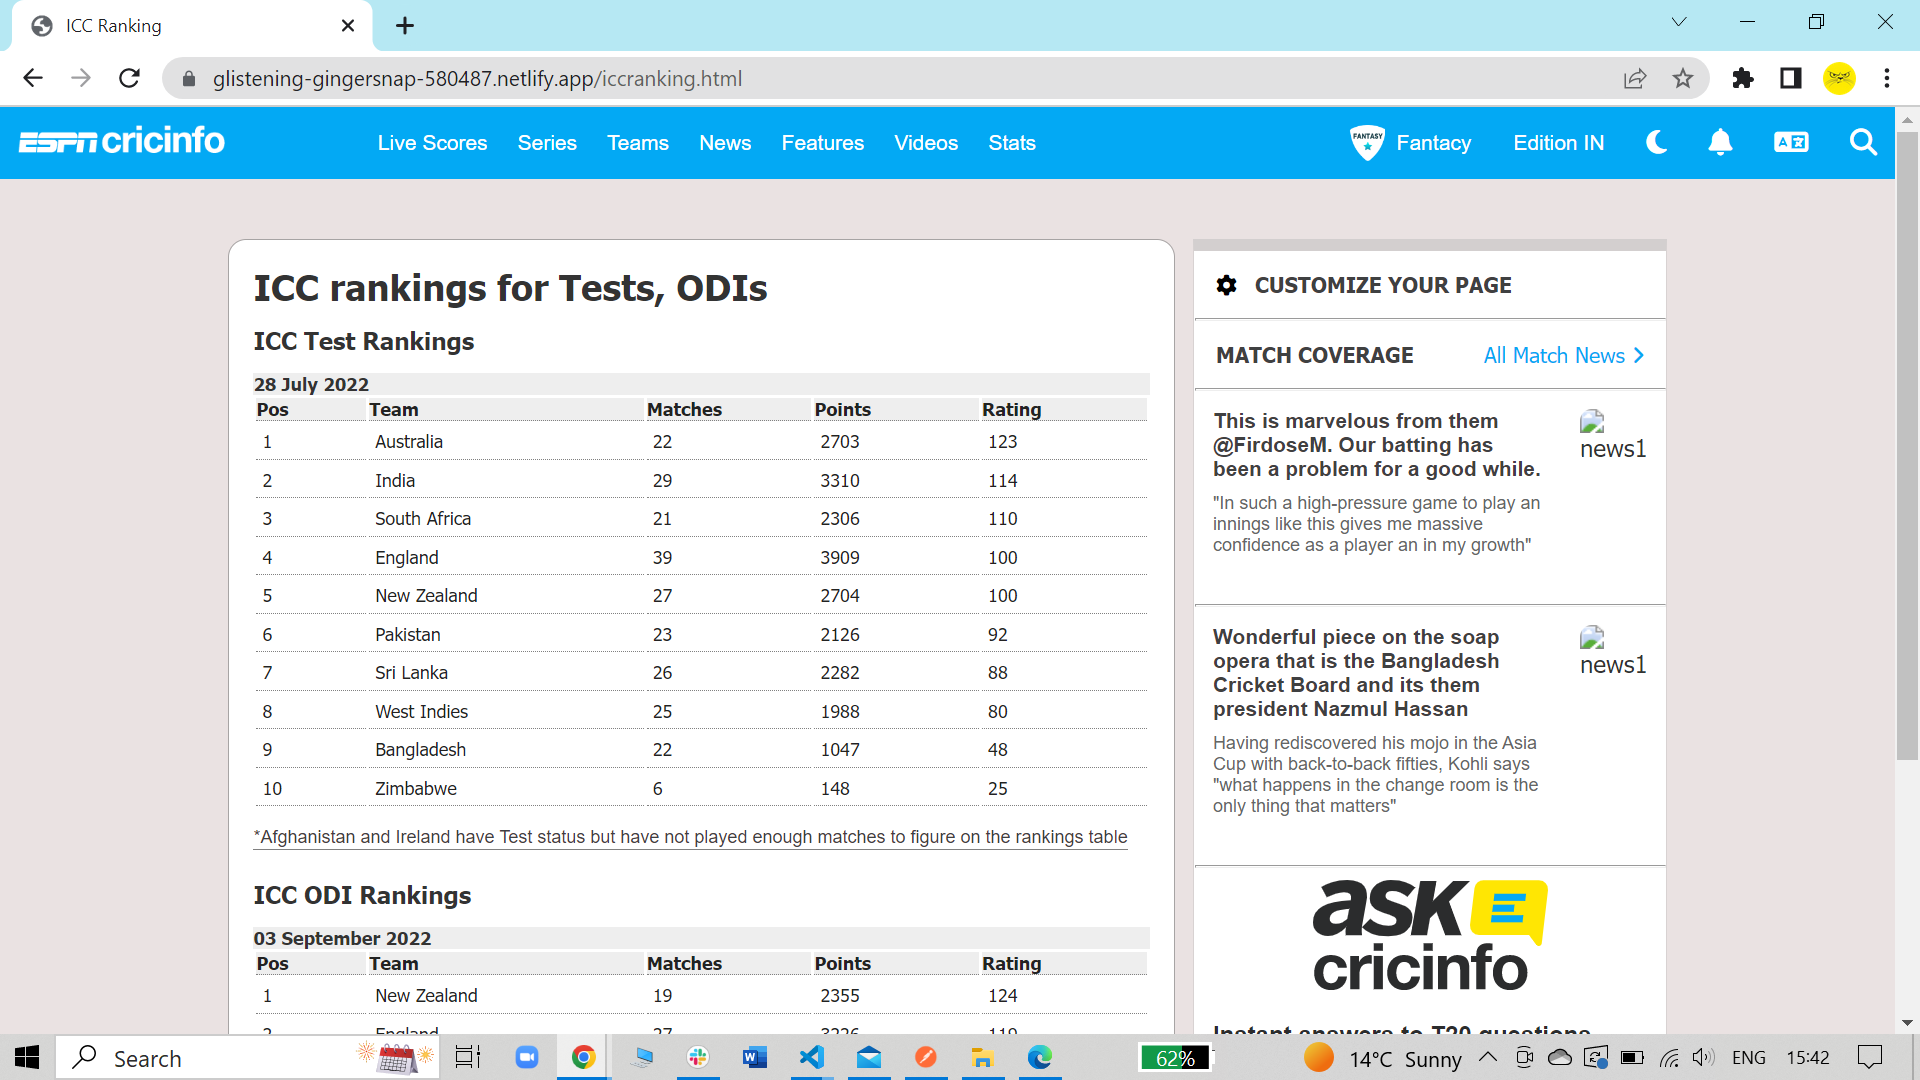 ICC Ranking
glistening-gingersnap-580487.netlify.app/iccranking.html
ESPN cricinfo Live Scores Series Teams News Features Videos Stats FANTASY Fantasy Edition IN
ICC rankings for Tests, ODIs
ICC Test Rankings
28 July 2022
Pos Team Matches Points Rating
1 Australia 22 2703 123
2 India 29 3310 114
3 South Africa 21 2306 110
4 England 39 3909 100
5 New Zealand 27 2704 100
6 Pakistan 23 2126 92
7 Sri Lanka 26 2282 88
8 West Indies 25 1988 80
9 Bangladesh 22 1047 48
10 Zimbabwe 6 148 25
*Afghanistan and Ireland have Test status but have not played enough matches to figure on the rankings table
ICC ODI Rankings
03 September 2022
Pos Team Matches Points Rating
1 New Zealand 19 2355 124
2 England 27 3226 119
CUSTOMIZE YOUR PAGE
MATCH COVERAGE All Match News
This is marvelous from them
@FirdoseM. Our batting has
been a problem for a good while.
news1
"In such a high-pressure game to play an
innings like this gives me massive
confidence as a player an in my growth"
Wonderful piece on the soap
opera that is the Bangladesh
Cricket Board and its them
president Nazmul Hassan
news1
Having rediscovered his mojo in the Asia
Cup with back-to-back fifties, Kohli says
"what happens in the change room is the
only thing that matters"
ask
cricinfo
Instant answers to T20 questions
Search 62% 14°C Sunny ENG 15:42